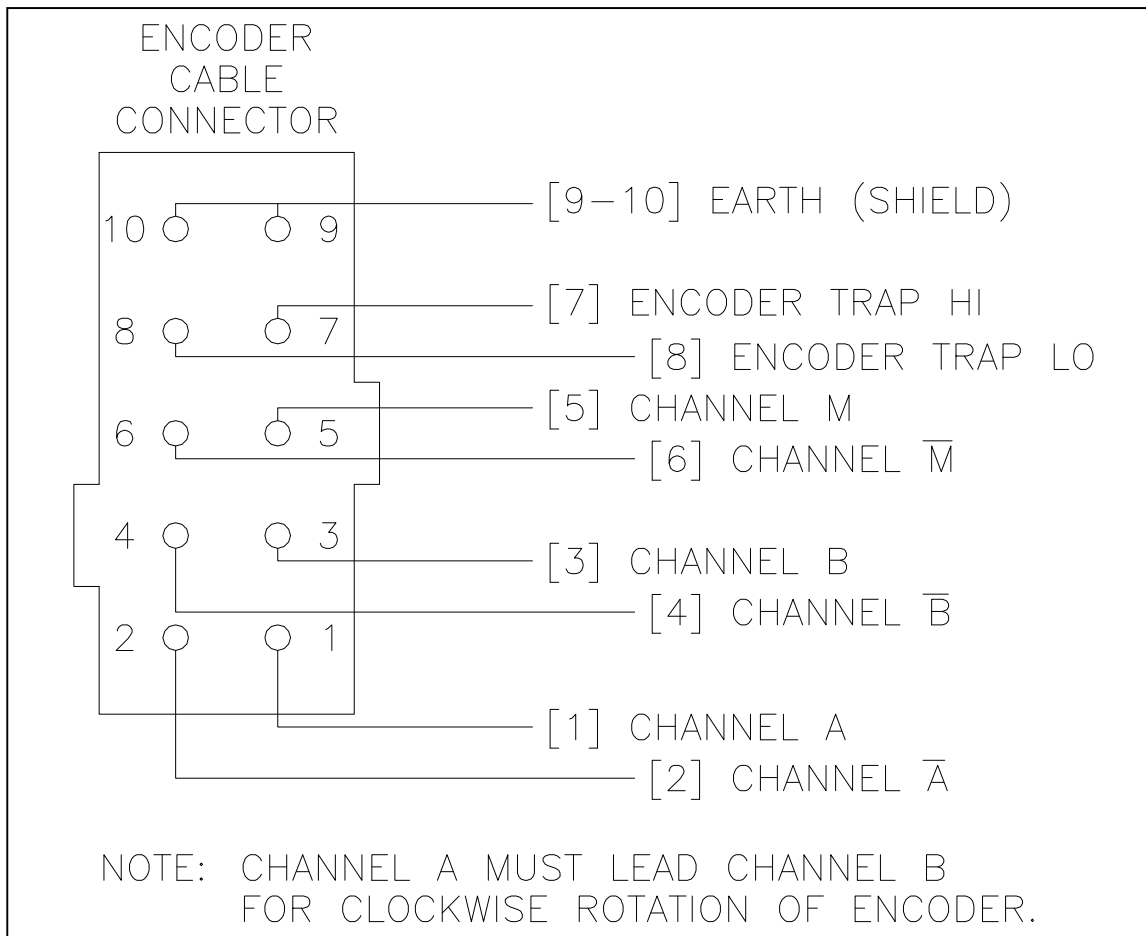 ENCODER
CABLE
CONNECTOR
10 9 [9-10] EARTH (SHIELD)
[7] ENCODER TRAP HI
8 7
[8] ENCODER TRAP LO
[5] CHANNEL M
6 5
[6] CHANNEL M̅
4 3
[3] CHANNEL B
[4] CHANNEL B̅
2 1
[1] CHANNEL A
[2] CHANNEL A̅
NOTE: CHANNEL A MUST LEAD CHANNEL B
FOR CLOCKWISE ROTATION OF ENCODER.